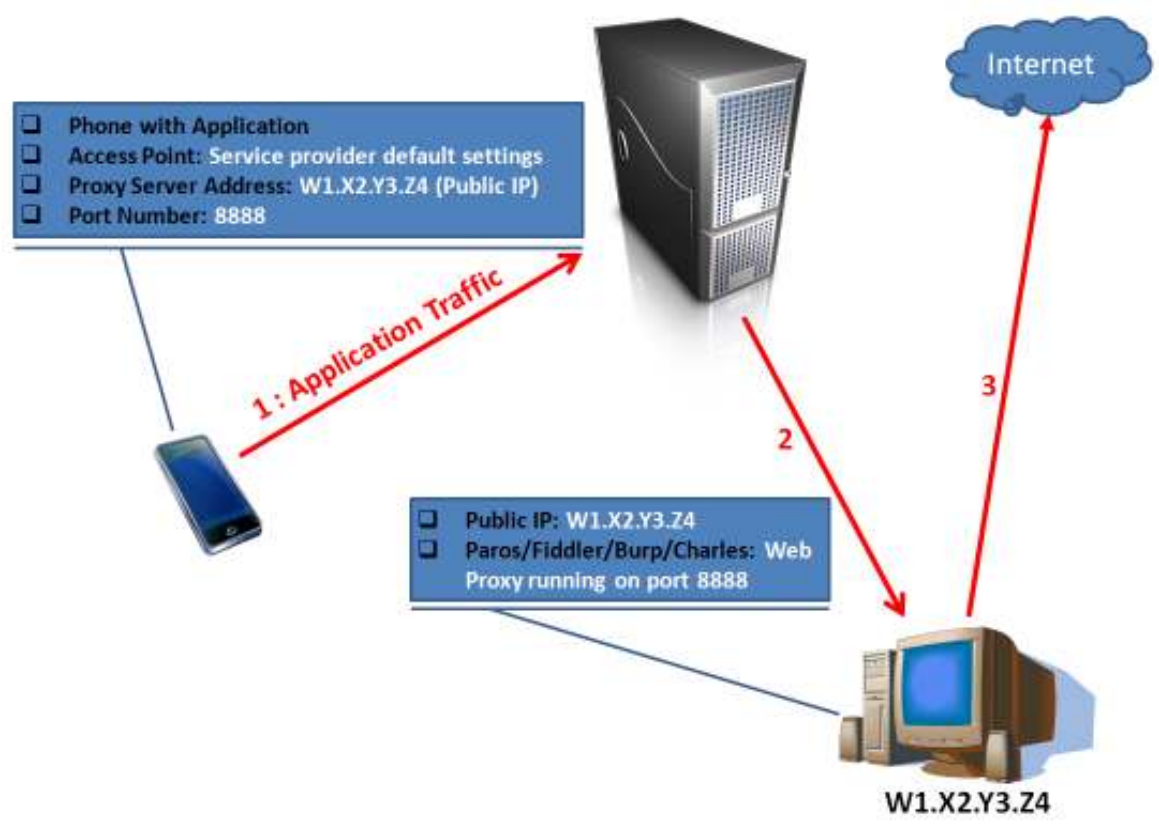 Internet
❑ Phone with Application
❑ Access Point: Service provider default settings
❑ Proxy Server Address: W1.X2.Y3.Z4 (Public IP)
❑ Port Number: 8888
1 : Application Traffic
2
3
❑ Public IP: W1.X2.Y3.Z4
❑ Paros/Fiddler/Burp/Charles: Web
Proxy running on port 8888
W1.X2.Y3.Z4